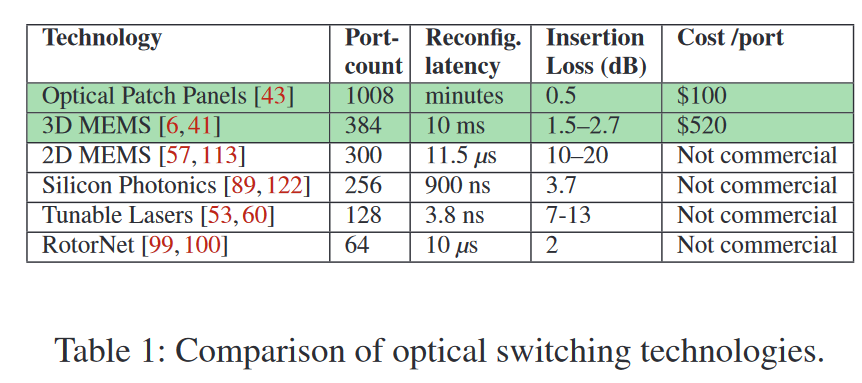 Technology Port- Reconfig. Insertion Cost /port
count latency Loss (dB)
Optical Patch Panels [43] 1008 minutes 0.5 $100
3D MEMS [6,41] 384 10 ms 1.5–2.7 $520
2D MEMS [57,113] 300 11.5 μs 10–20 Not commercial
Silicon Photonics [89,122] 256 900 ns 3.7 Not commercial
Tunable Lasers [53,60] 128 3.8 ns 7-13 Not commercial
RotorNet [99,100] 64 10 μs 2 Not commercial
Table 1: Comparison of optical switching technologies.